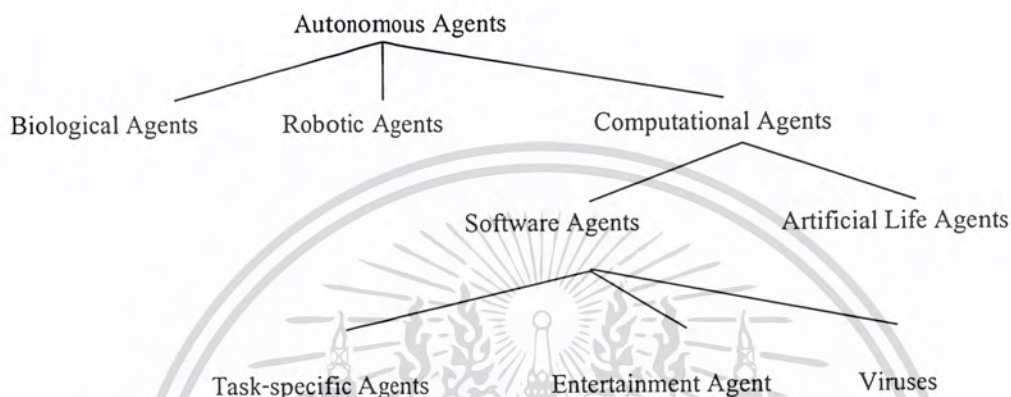 Autonomous Agents
Biological Agents Robotic Agents Computational Agents
Software Agents Artificial Life Agents
Task-specific Agents Entertainment Agent Viruses